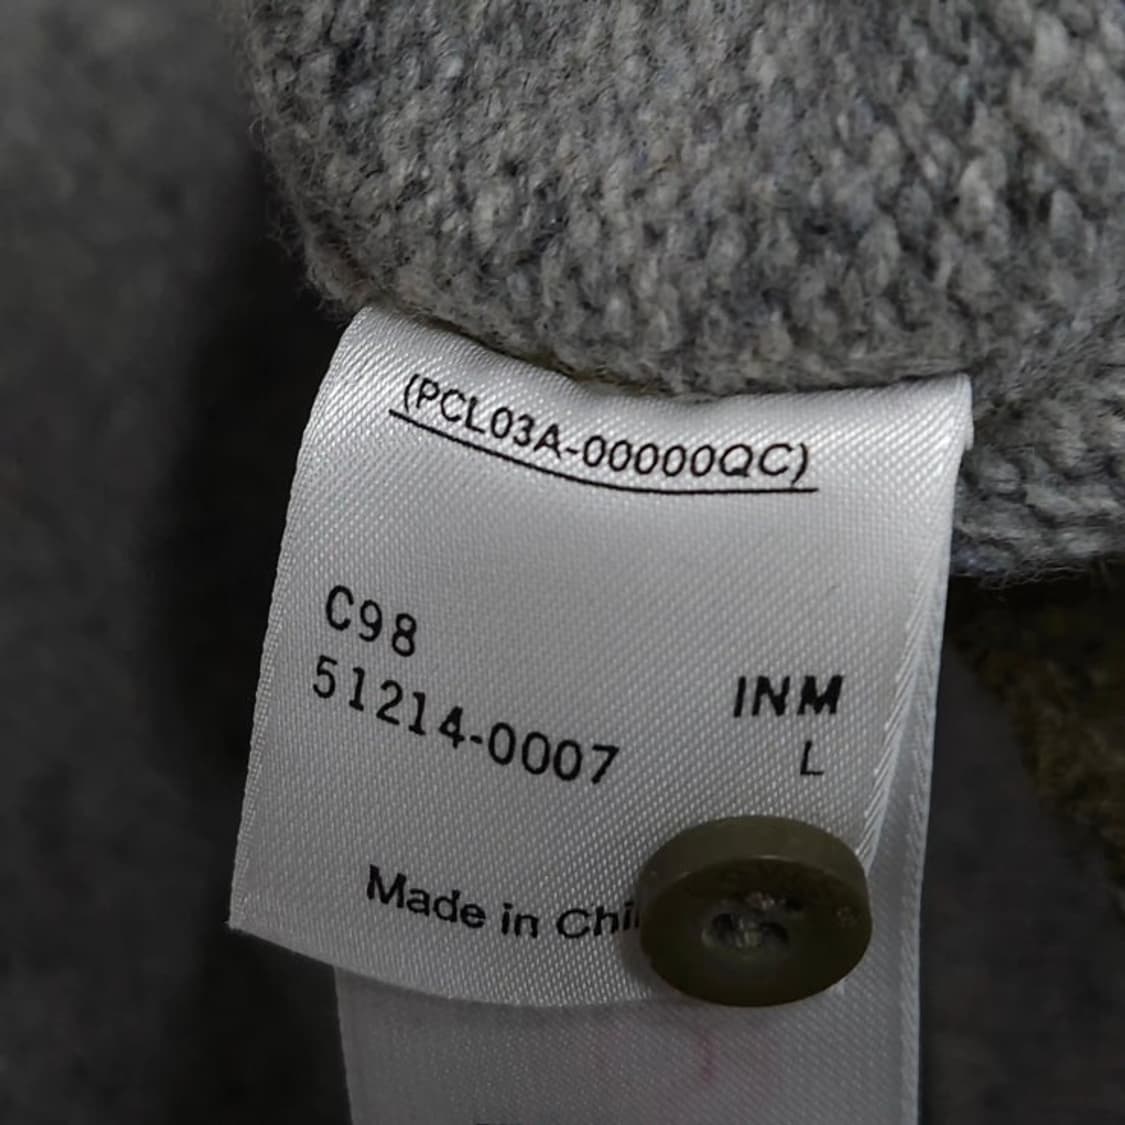 (PCL03A-00000QC)
C98
51214-0007
INM
L
Made in Chi